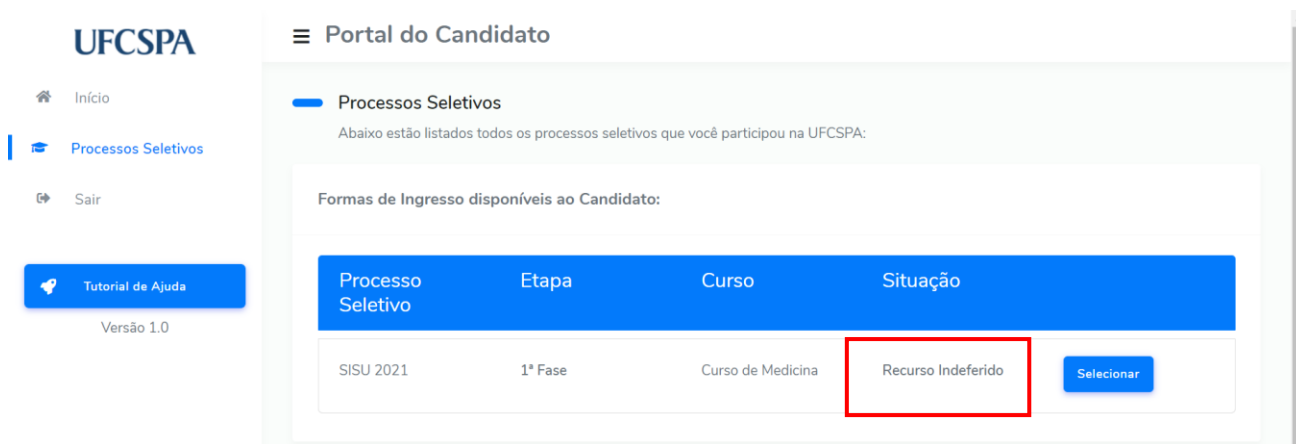 UFCSPA
Portal do Candidato
Início
Processos Seletivos
Sair
Tutorial de Ajuda
Versão 1.0
Processos Seletivos
Abaixo estão listados todos os processos seletivos que você participou na UFCSPA:
Formas de Ingresso disponíveis ao Candidato:
Processo Seletivo Etapa Curso Situação
SISU 2021 1ª Fase Curso de Medicina Recurso Indeferido Selecionar